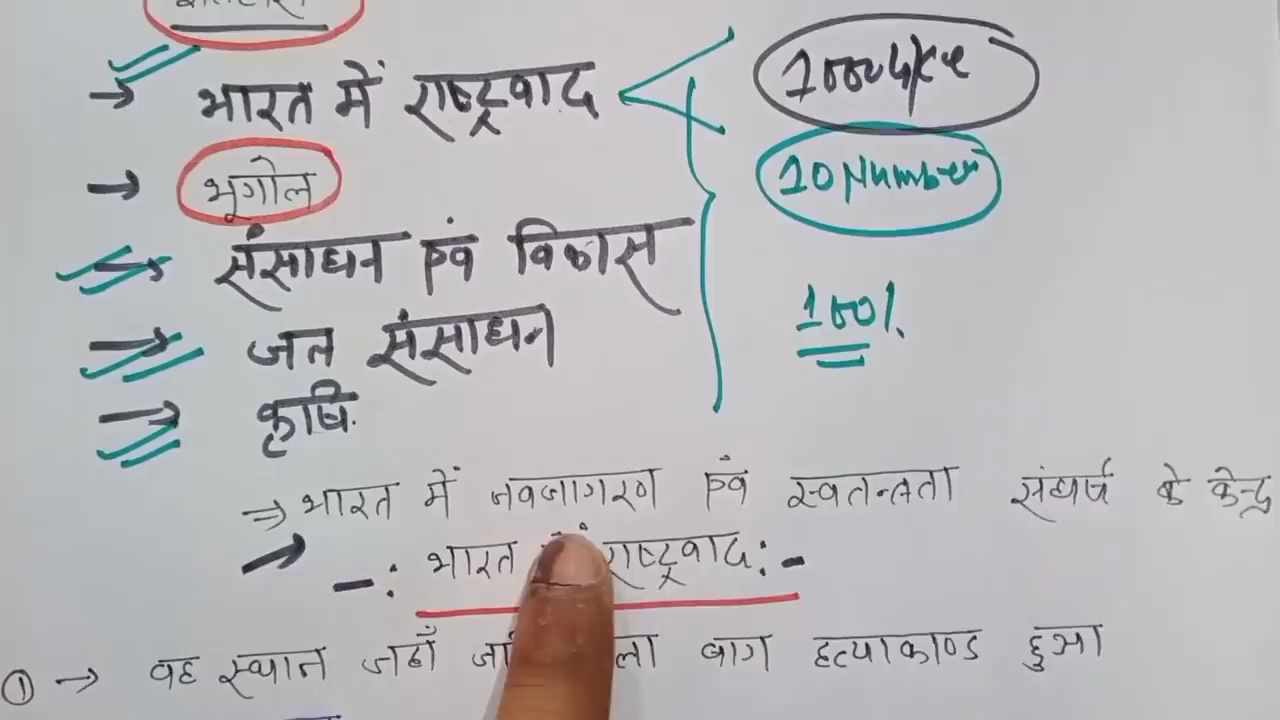 भारत में राष्ट्रवाद
भूगोल
10 Number
संसाधन एवं विकास
100%
जल संसाधन
कृषि
⇒ भारत में नवजागरण एवं स्वतन्त्रता संघर्ष के केन्द्र
-: भारत राष्ट्रवाद :-
① → वह स्थान जहाँ बाग हत्याकाण्ड हुआ